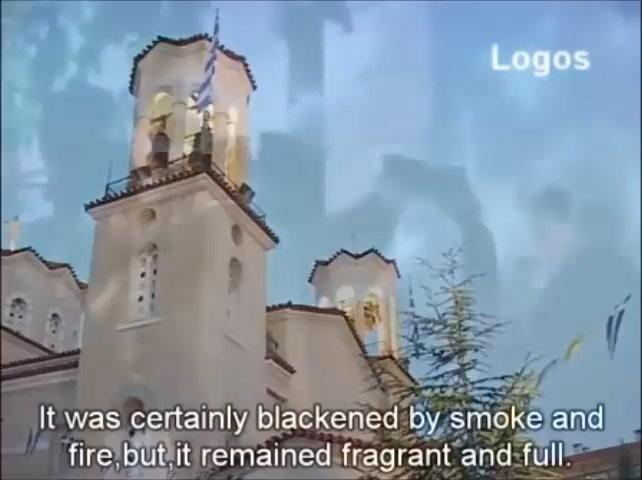 Logos
It was certainly blackened by smoke and
fire,but,it remained fragrant and full.